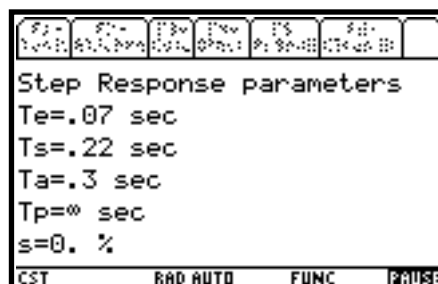 Step Response parameters
Te=.07 sec
Ts=.22 sec
Ta=.3 sec
Tp=∞ sec
s=0. %
CST RAD AUTO FUNC PAUSE